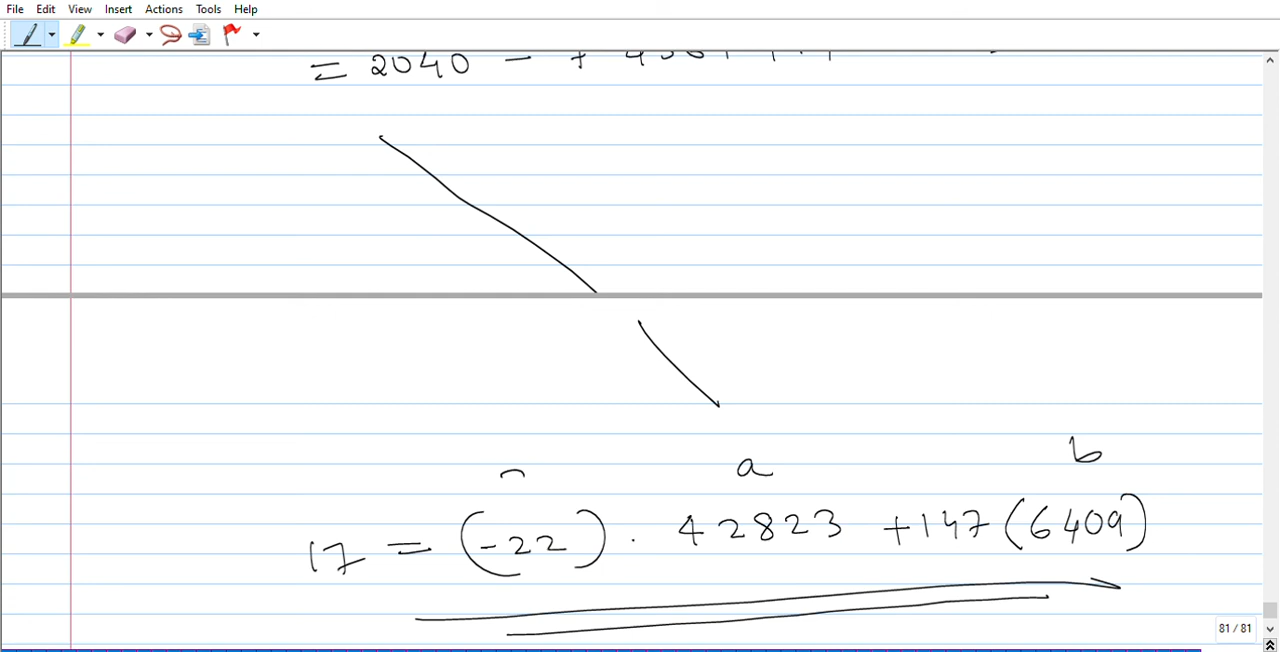 File Edit View Insert Actions Tools Help
= 2040 - +
a b
17 = (-22) . 42823 +147 (6409)
81 / 81